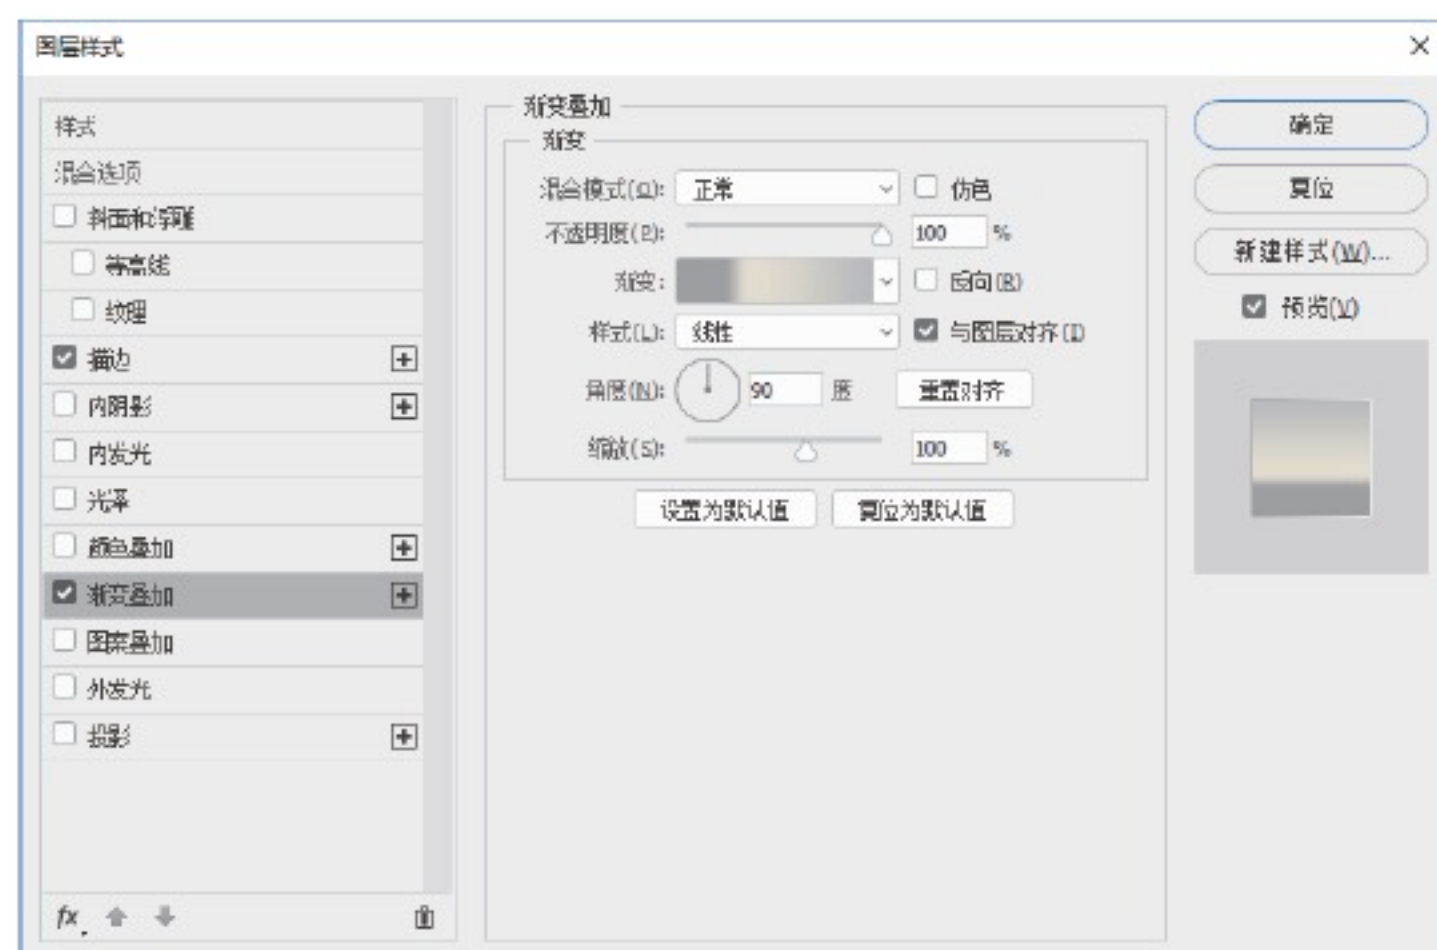 图层样式
样式
混合选项
斜面和浮雕
等高线
纹理
描边
内阴影
内发光
光泽
颜色叠加
渐变叠加
图案叠加
外发光
投影
fx
渐变叠加
渐变
混合模式(O): 正常 仿色
不透明度(P): 100 %
渐变: 反向(R)
样式(L): 线性 与图层对齐(I)
角度(N): 90 度 重置对齐
缩放(S): 100 %
设置为默认值 复位为默认值
确定
复位
新建样式(W)...
预览(V)